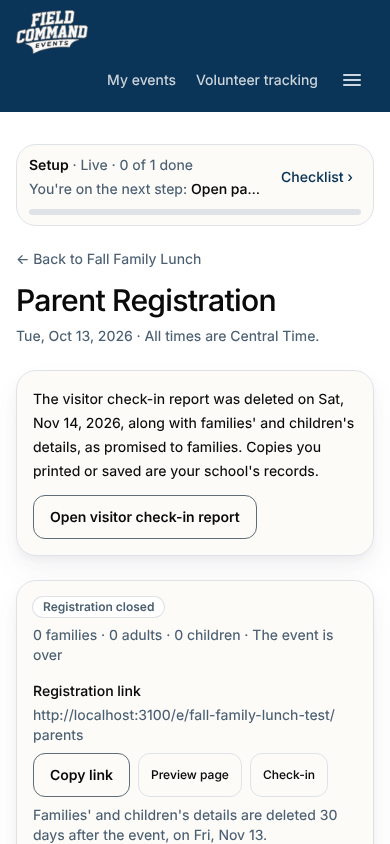 FIELD
COMMAND
EVENTS
My events Volunteer tracking
Setup · Live · 0 of 1 done
You're on the next step: Open pa...
Checklist ›
← Back to Fall Family Lunch
Parent Registration
Tue, Oct 13, 2026 · All times are Central Time.
The visitor check-in report was deleted on Sat,
Nov 14, 2026, along with families' and children's
details, as promised to families. Copies you
printed or saved are your school's records.
Open visitor check-in report
Registration closed
0 families · 0 adults · 0 children · The event is
over
Registration link
http://localhost:3100/e/fall-family-lunch-test/
parents
Copy link Preview page Check-in
Families' and children's details are deleted 30
days after the event, on Fri, Nov 13.